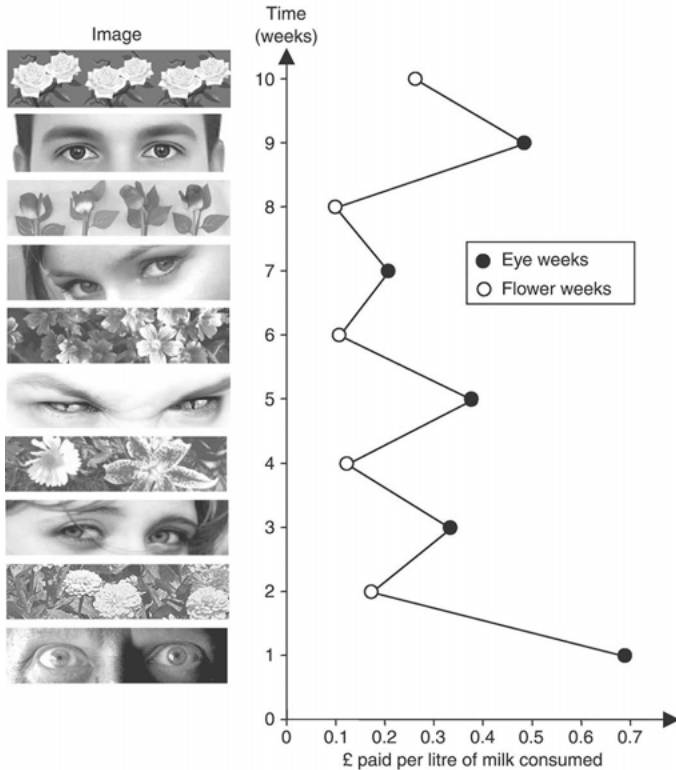 Image
Time
(weeks)
10
9
8
7
6
5
4
3
2
1
0
Eye weeks
Flower weeks
0 0.1 0.2 0.3 0.4 0.5 0.6 0.7
£ paid per litre of milk consumed